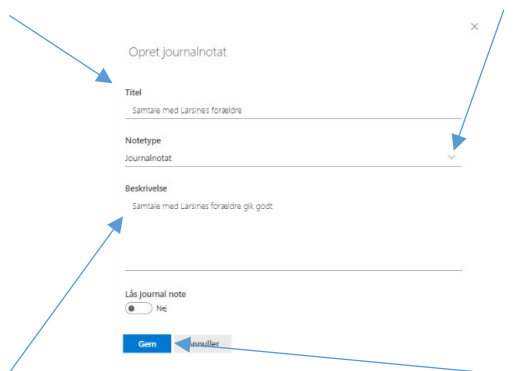 Opret journalnotat
Titel
Samtale med Larsines forældre
Notetype
Journalnotat
Beskrivelse
Samtale med Larsines forældre gik godt
Lås journal note
Nej
Gem
Annuller